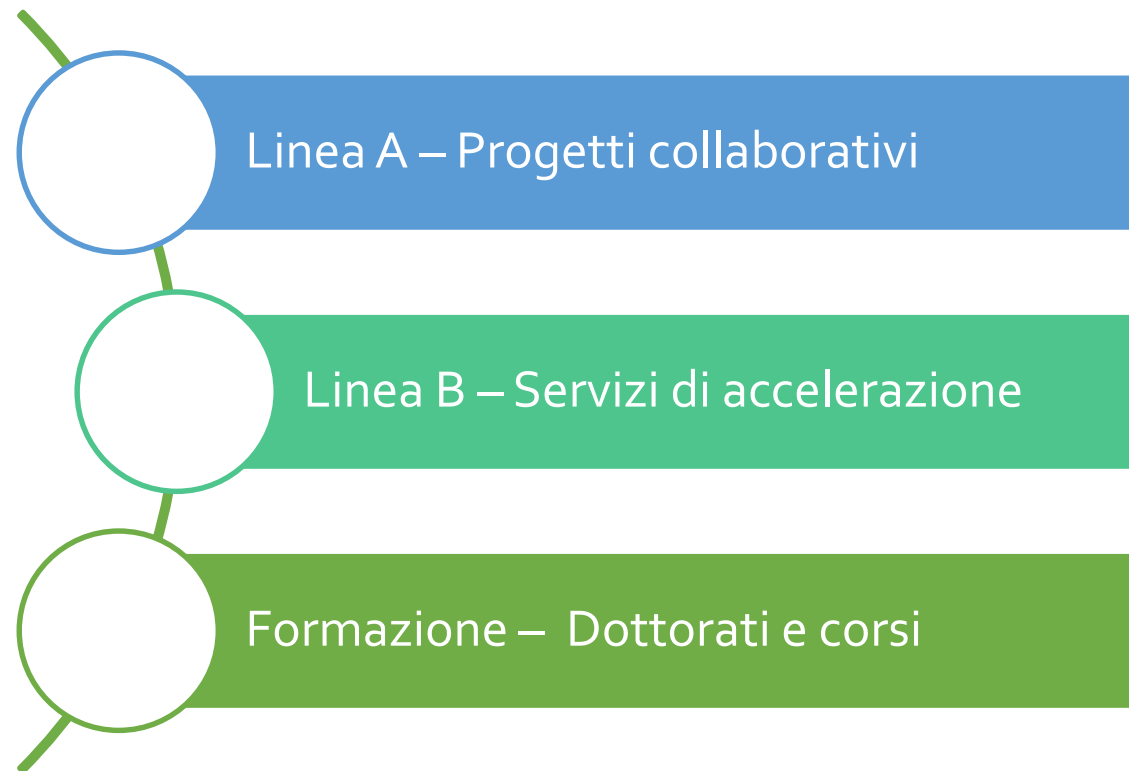 Linea A – Progetti collaborativi
Linea B – Servizi di accelerazione
Formazione – Dottorati e corsi